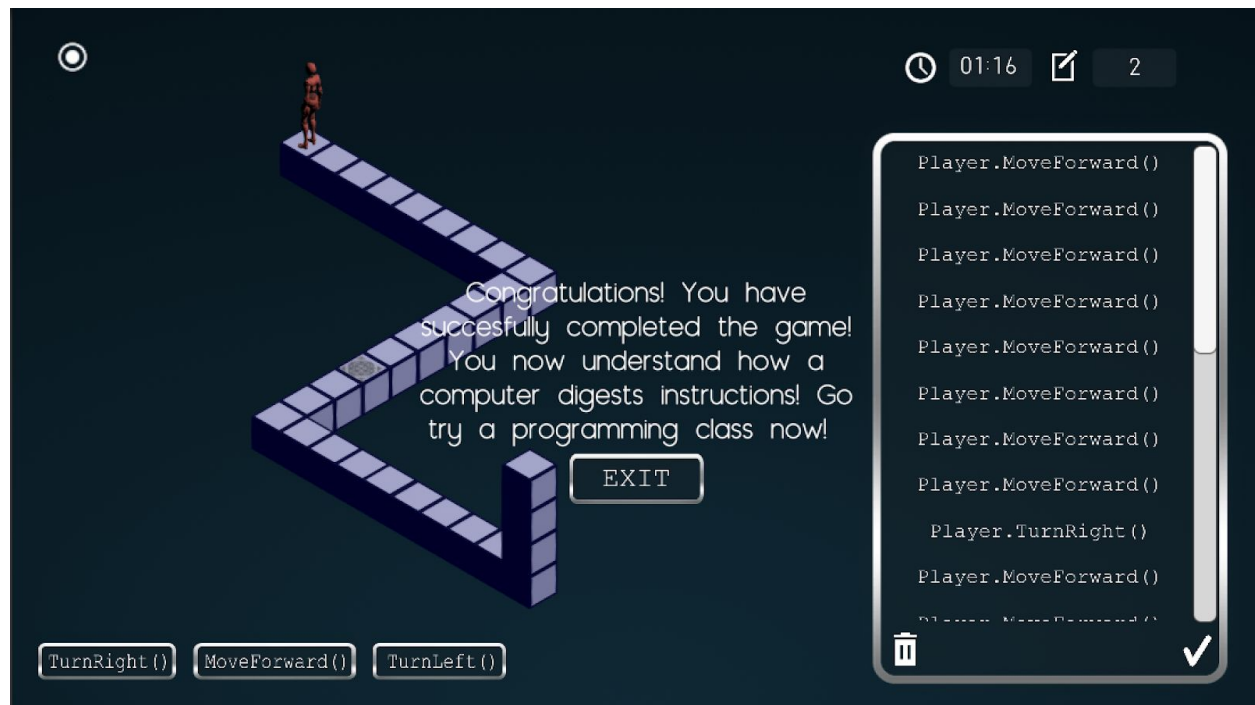 01:16
2
Player.MoveForward()
Player.MoveForward()
Player.MoveForward()
Player.MoveForward()
Player.MoveForward()
Player.MoveForward()
Player.MoveForward()
Player.MoveForward()
Player.TurnRight()
Player.MoveForward()
Congratulations! You have
succesfully completed the game!
You now understand how a
computer digests instructions! Go
try a programming class now!
EXIT
TurnRight()
MoveForward()
TurnLeft()